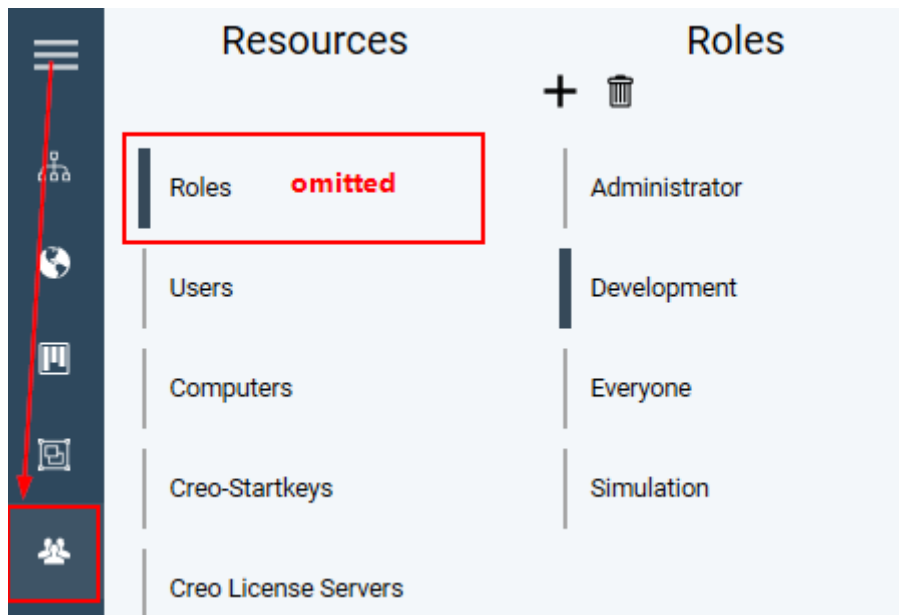 Resources
Roles omitted
Users
Computers
Creo-Startkeys
Creo License Servers
Roles
Administrator
Development
Everyone
Simulation